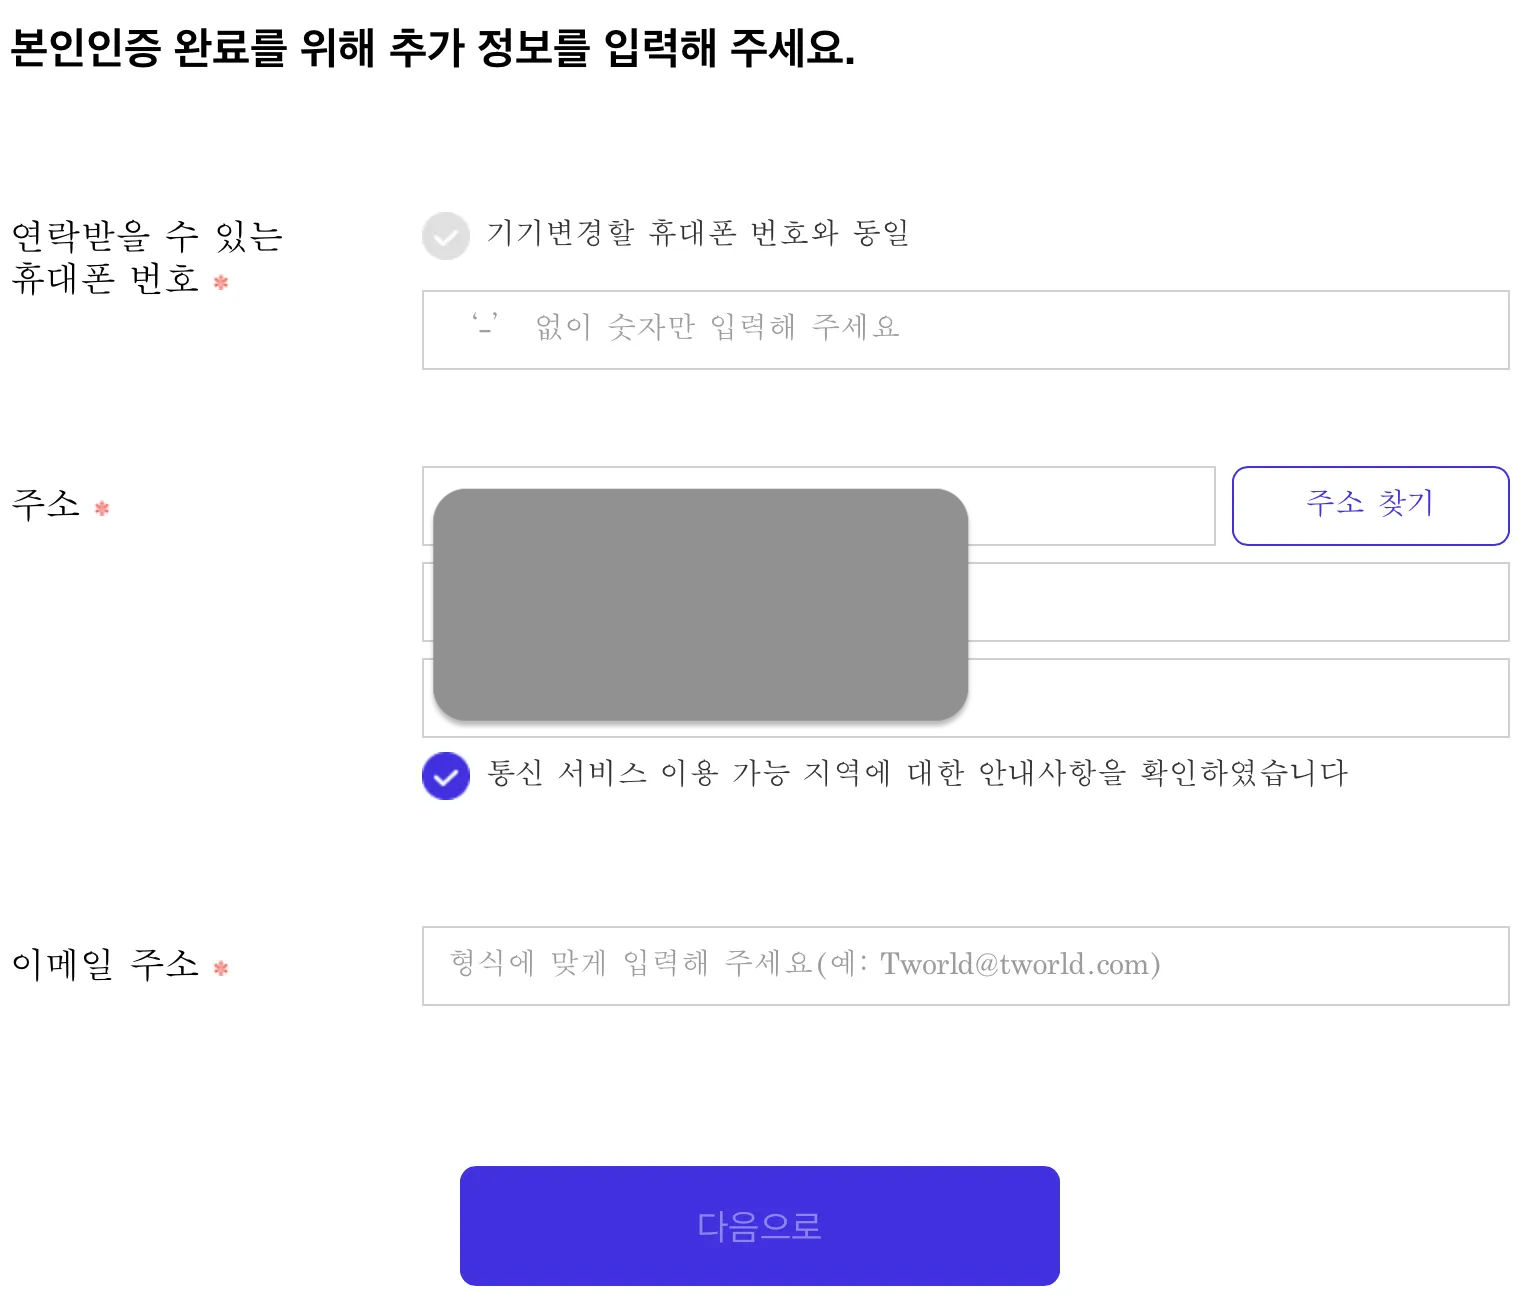 본인인증 완료를 위해 추가 정보를 입력해 주세요.
연락받을 수 있는
휴대폰 번호 *
기기변경할 휴대폰 번호와 동일
‘-’ 없이 숫자만 입력해 주세요
주소 *
주소 찾기
통신 서비스 이용 가능 지역에 대한 안내사항을 확인하였습니다
이메일 주소 *
형식에 맞게 입력해 주세요(예: Tworld@tworld.com)
다음으로